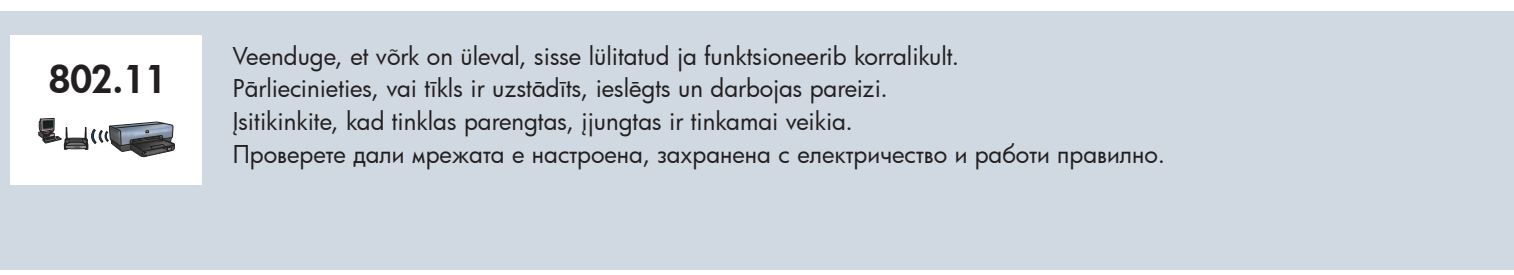 802.11
Veenduge, et võrk on üleval, sisse lülitatud ja funktsioneerib korralikult.
Pārliecinieties, vai tīkls ir uzstādīts, ieslēgts un darbojas pareizi.
Įsitikinkite, kad tinklas parengtas, įjungtas ir tinkamai veikia.
Проверете дали мрежата е настроена, захранена с електричество и работи правилно.